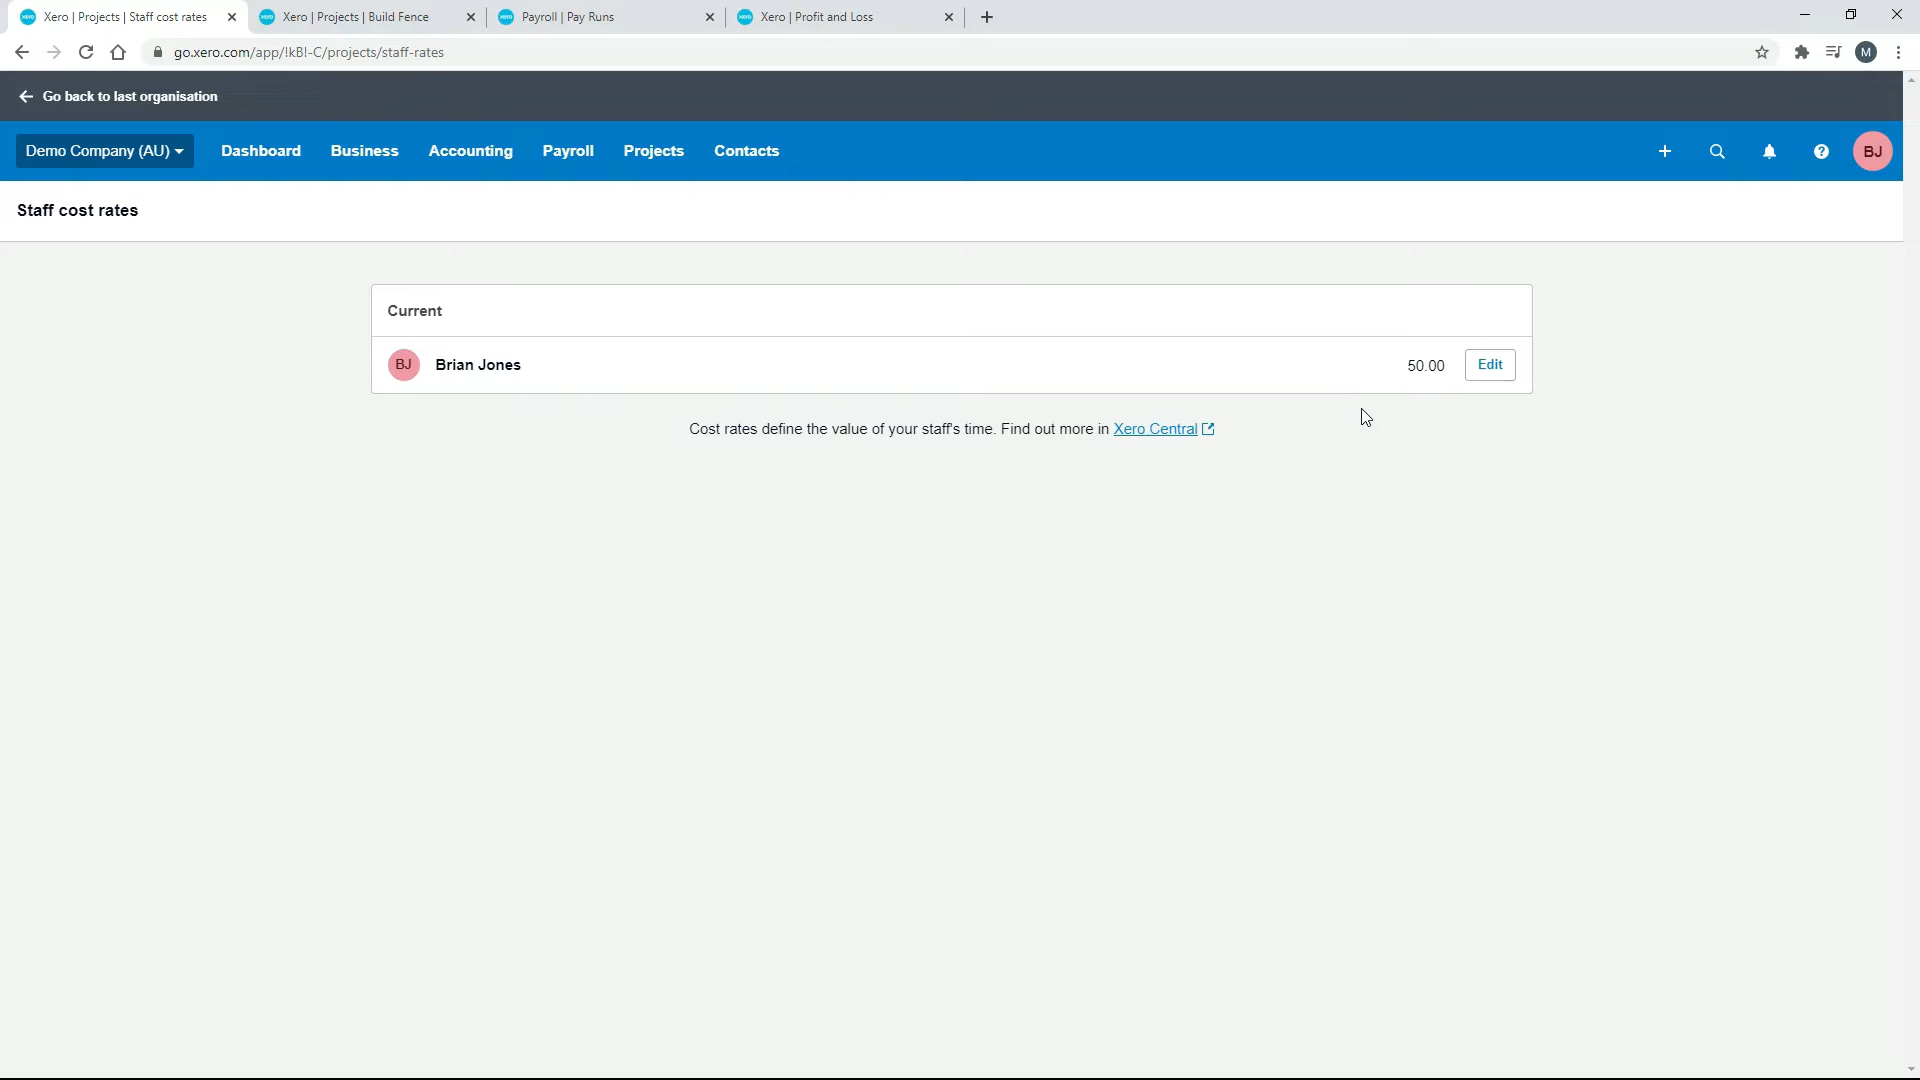 Xero | Projects | Staff cost rates
Xero | Projects | Build Fence
Payroll | Pay Runs
Xero | Profit and Loss
go.xero.com/app/!kB!-C/projects/staff-rates
M
Go back to last organisation
Demo Company (AU)
Dashboard
Business
Accounting
Payroll
Projects
Contacts
BJ
Staff cost rates
Current
BJ
Brian Jones
50.00
Edit
Cost rates define the value of your staff's time. Find out more in Xero Central